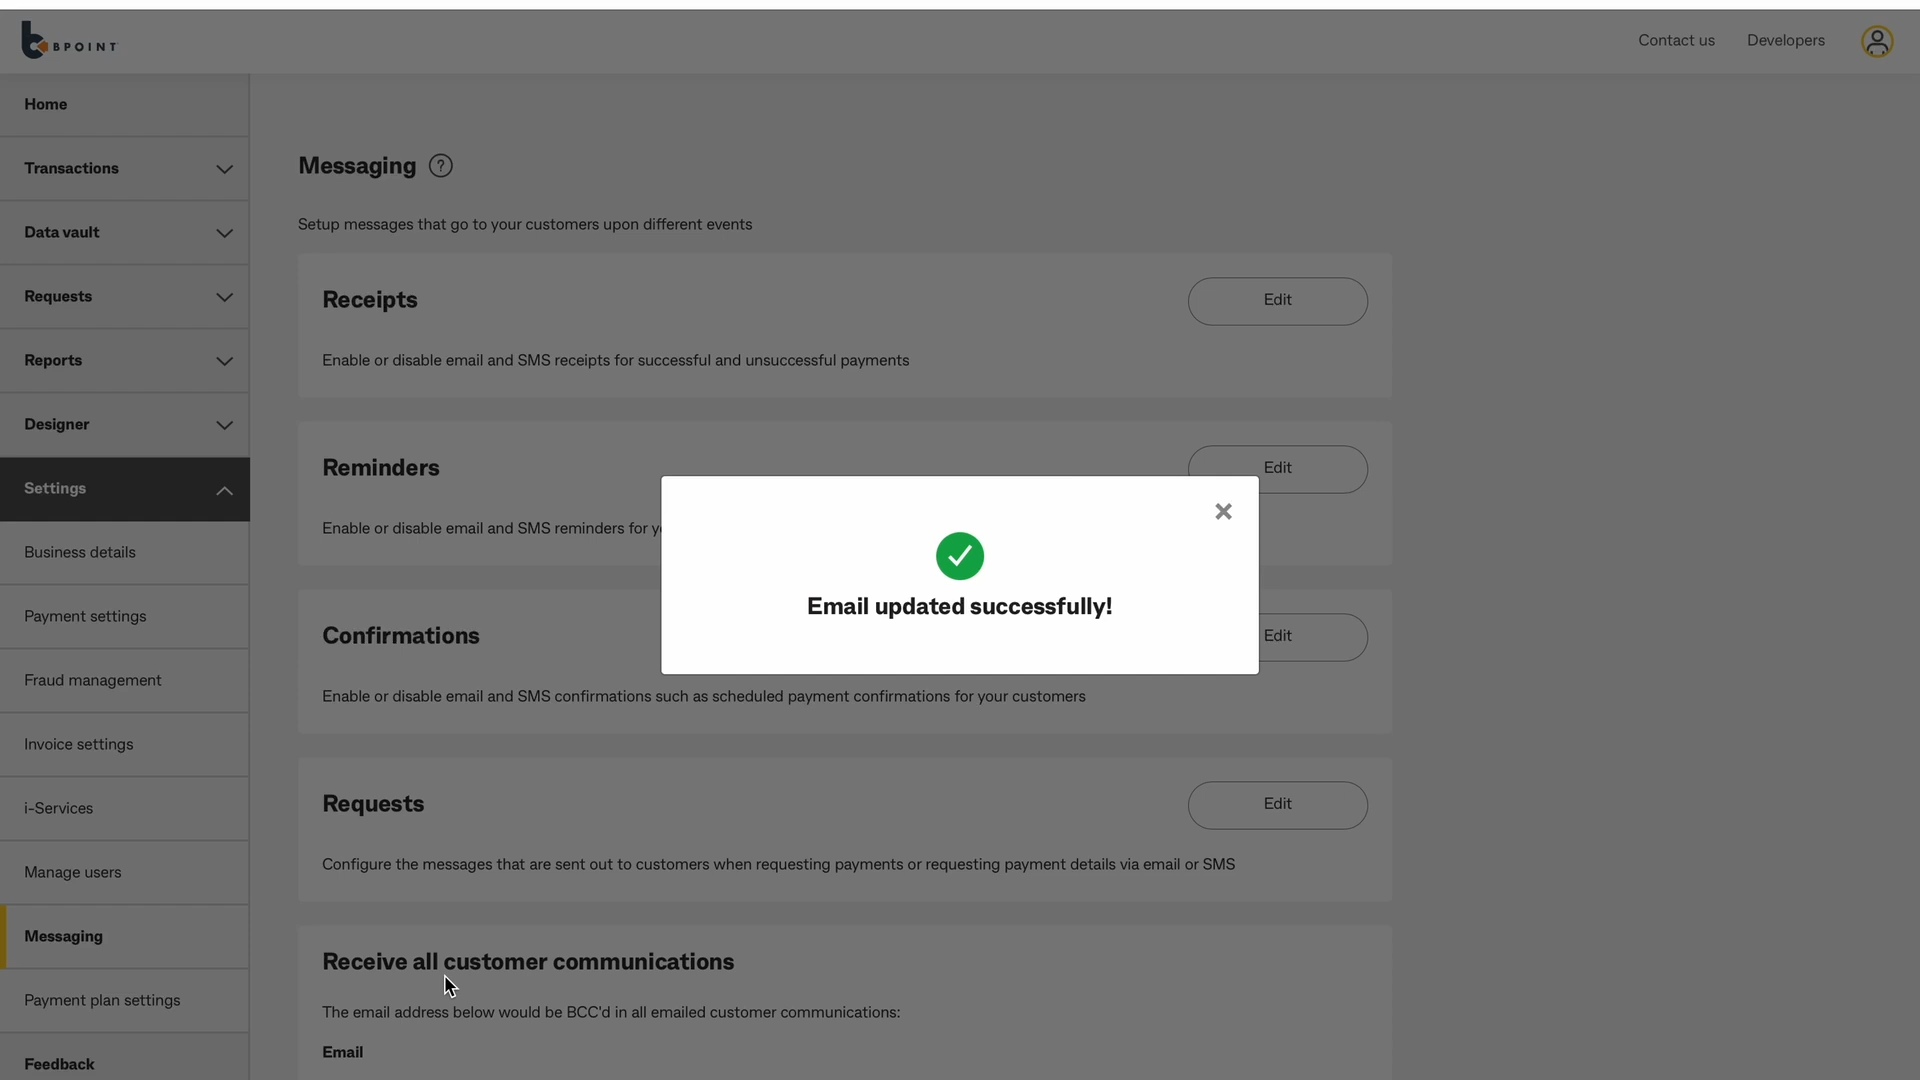 BPOINT
Contact us
Developers
Home
Transactions
Data vault
Requests
Reports
Designer
Settings
Business details
Payment settings
Fraud management
Invoice settings
i-Services
Manage users
Messaging
Payment plan settings
Feedback
Messaging ?
Setup messages that go to your customers upon different events
Receipts
Edit
Enable or disable email and SMS receipts for successful and unsuccessful payments
Reminders
Edit
Enable or disable email and SMS reminders for
Email updated successfully!
Confirmations
Edit
Enable or disable email and SMS confirmations such as scheduled payment confirmations for your customers
Requests
Edit
Configure the messages that are sent out to customers when requesting payments or requesting payment details via email or SMS
Receive all customer communications
The email address below would be BCC'd in all emailed customer communications:
Email